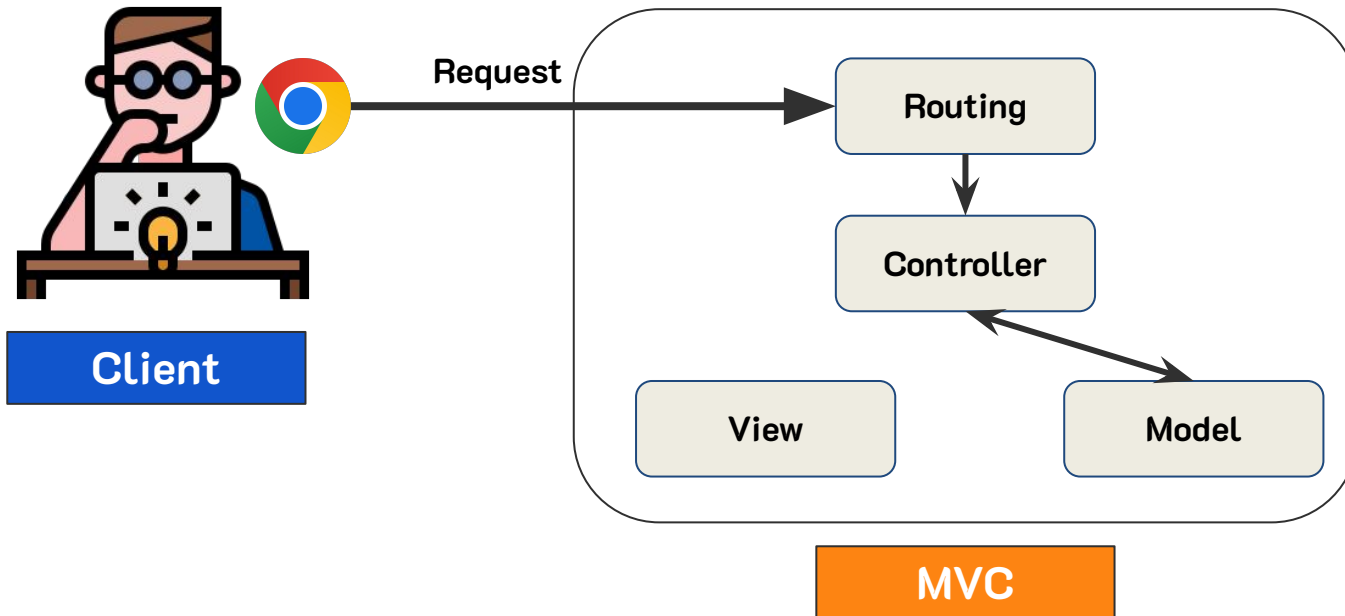 Request
Routing
Controller
Client
View
Model
MVC